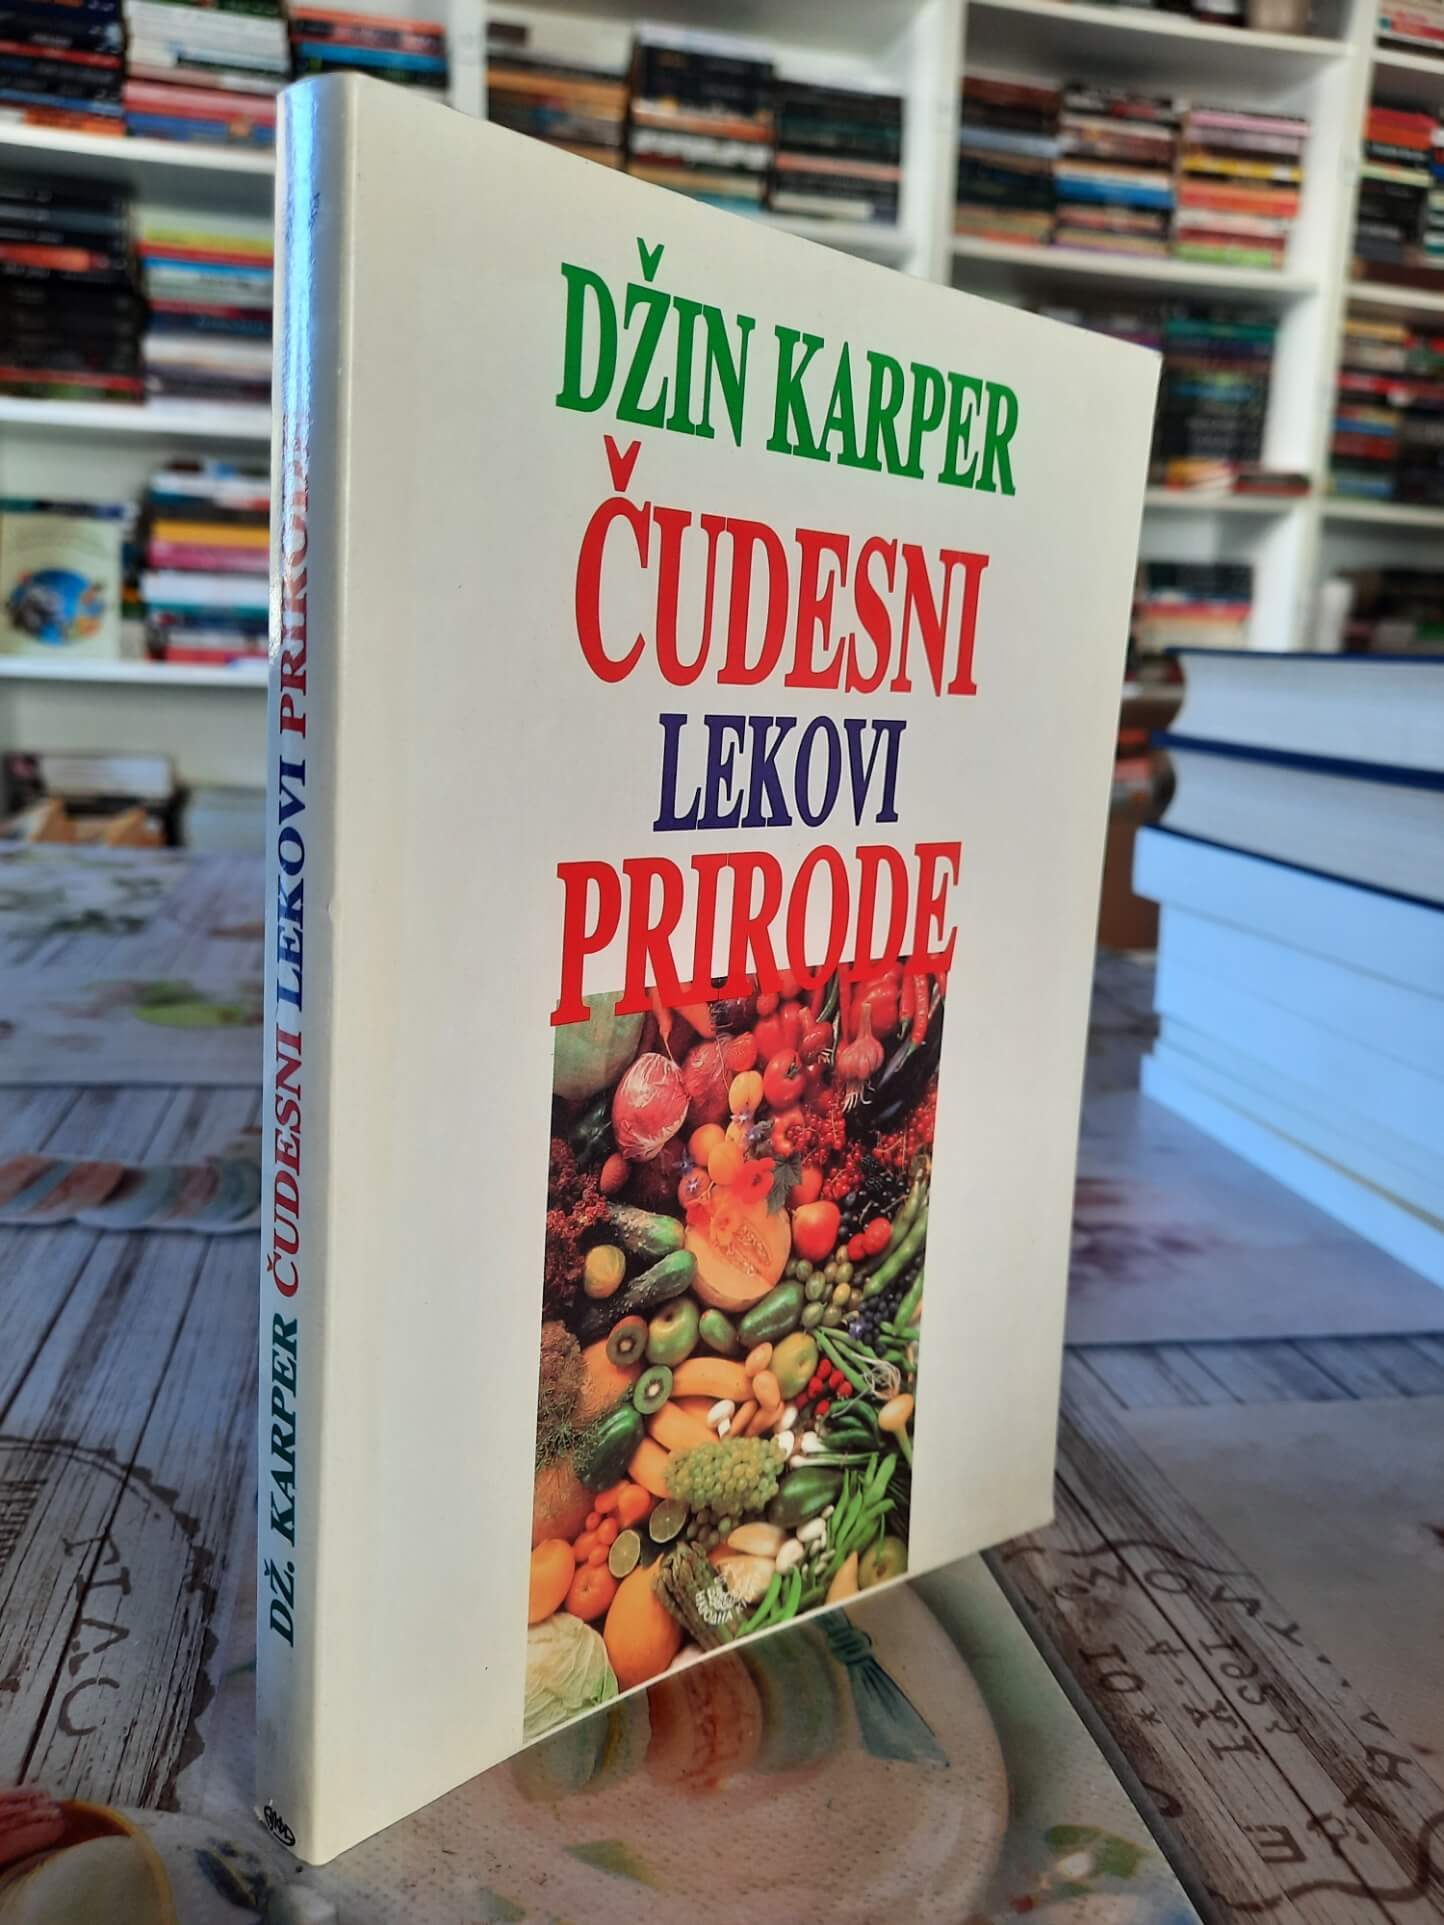 DŽIN KARPER
ČUDESNI
LEKOVI
PRIRODE
DŽ. KARPER ČUDESNI LEKOVI PRIRODE